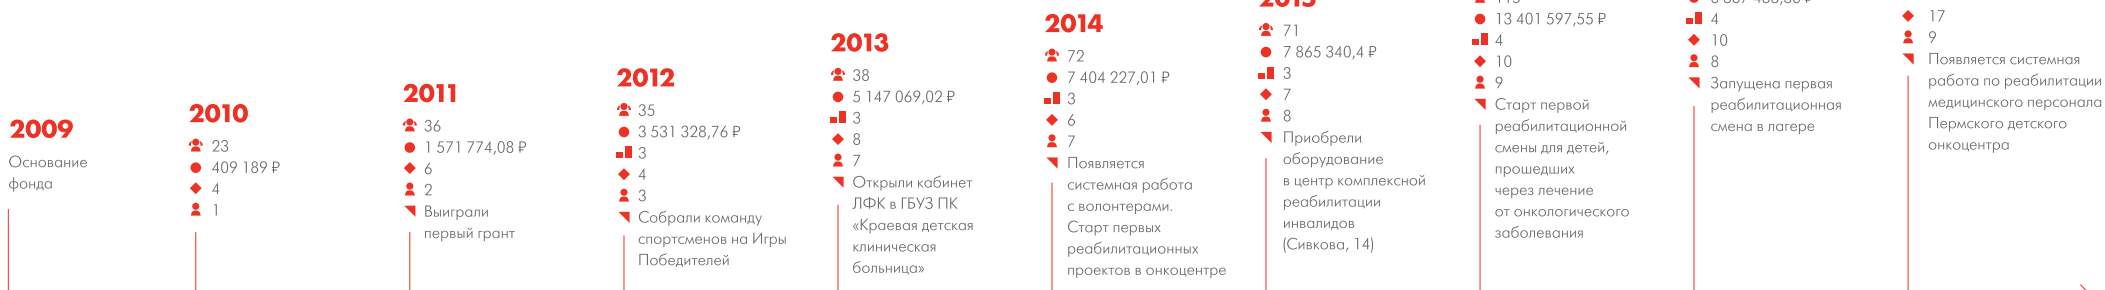 2009
Основание
фонда
2010
23
409 189 ₽
4
1
2011
36
1 571 774,08 ₽
6
2
Выиграли
первый грант
2012
35
3 531 328,76 ₽
3
4
3
Собрали команду
спортсменов на Игры
Победителей
2013
38
5 147 069,02 ₽
3
8
7
Открыли кабинет
ЛФК в ГБУЗ ПК
«Краевая детская
клиническая
больница»
2014
72
7 404 227,01 ₽
3
6
7
Появляется
системная работа
с волонтерами.
Старт первых
реабилитационных
проектов в онкоцентре
2015
71
7 865 340,4 ₽
3
7
8
Приобрели
оборудование
в центр комплексной
реабилитации
инвалидов
(Сивкова, 14)
13 401 597,55 ₽
4
10
9
Старт первой
реабилитационной
смены для детей,
прошедших
через лечение
от онкологического
заболевания
4
10
8
Запущена первая
реабилитационная
смена в лагере
17
9
Появляется системная
работа по реабилитации
медицинского персонала
Пермского детского
онкоцентра